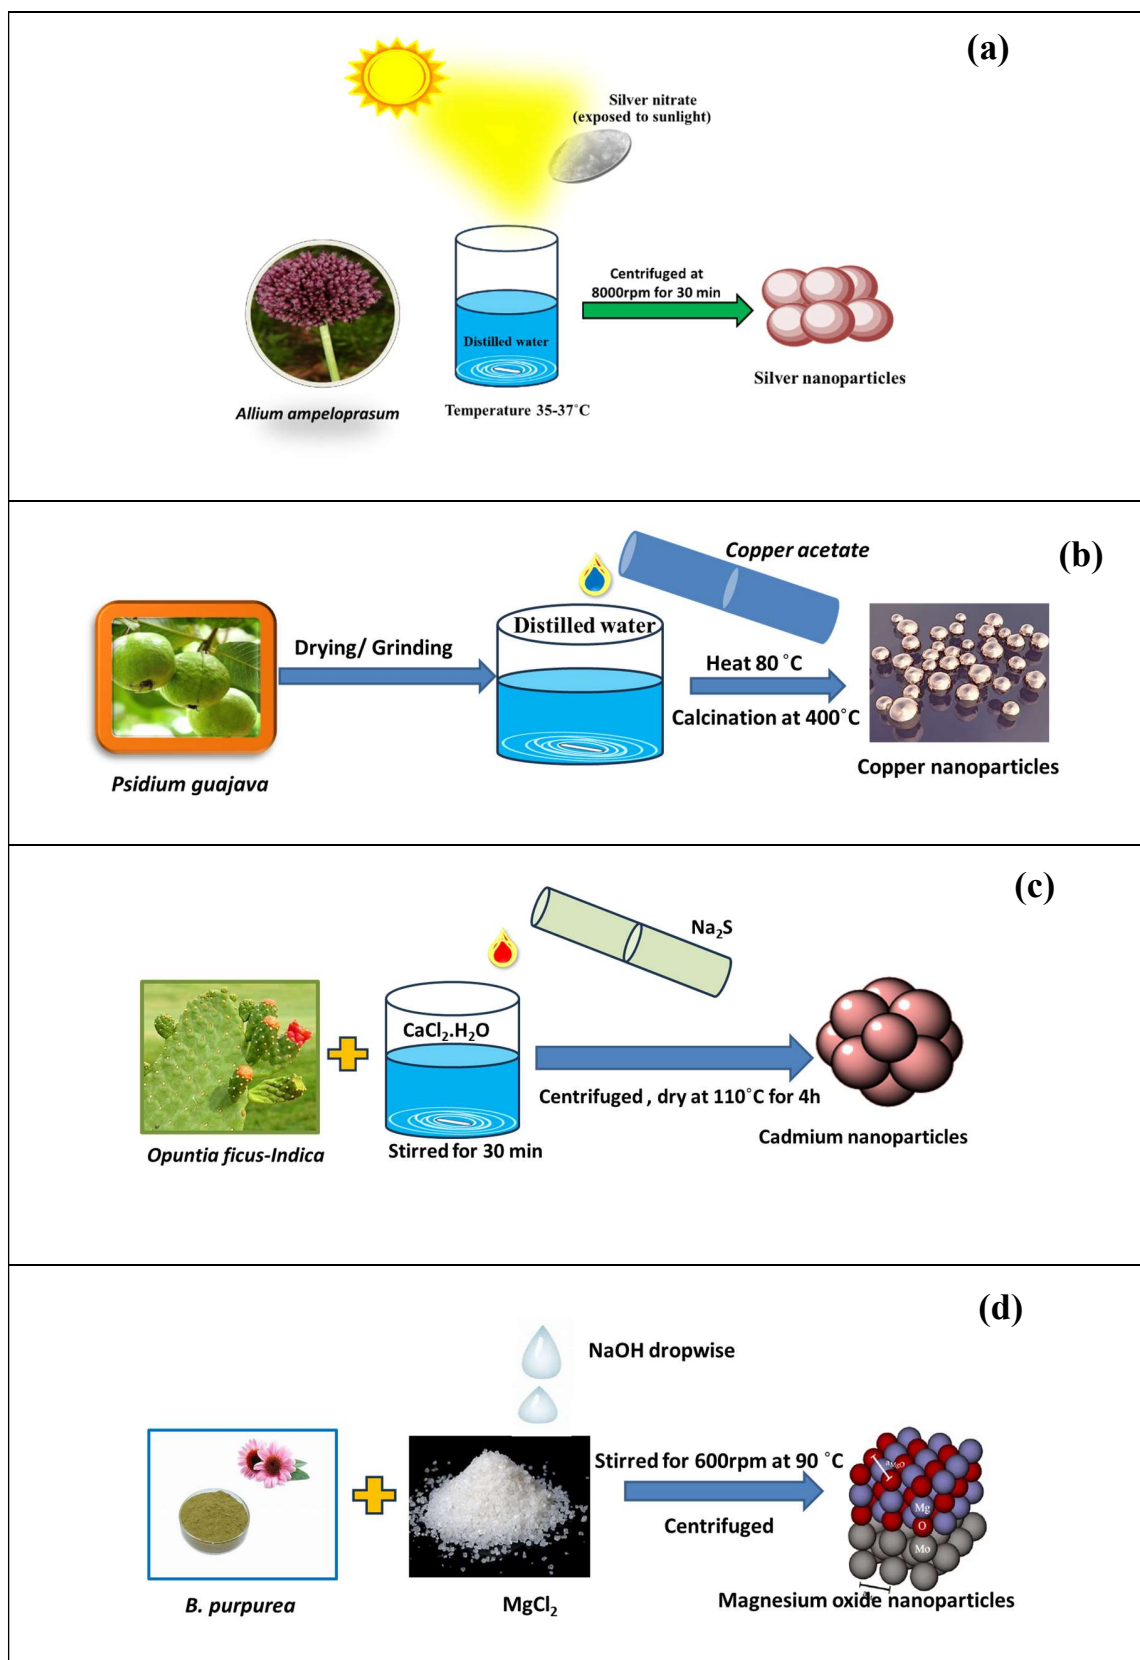 (a)
Silver nitrate
(exposed to sunlight)
Centrifuged at
8000rpm for 30 min
Distilled water
Silver nanoparticles
Allium ampeloprasum
Temperature 35-37˚C
(b)
Copper acetate
Distilled water
Drying/ Grinding
Heat 80 ˚C
Calcination at 400˚C
Copper nanoparticles
Psidium guajava
(c)
Na₂S
CaCl₂.H₂O
Centrifuged , dry at 110˚C for 4h
Cadmium nanoparticles
Opuntia ficus-Indica
Stirred for 30 min
(d)
NaOH dropwise
Stirred for 600rpm at 90 ˚C
Centrifuged
aMgO
Mg
O
Mo
Magnesium oxide nanoparticles
B. purpurea
MgCl₂